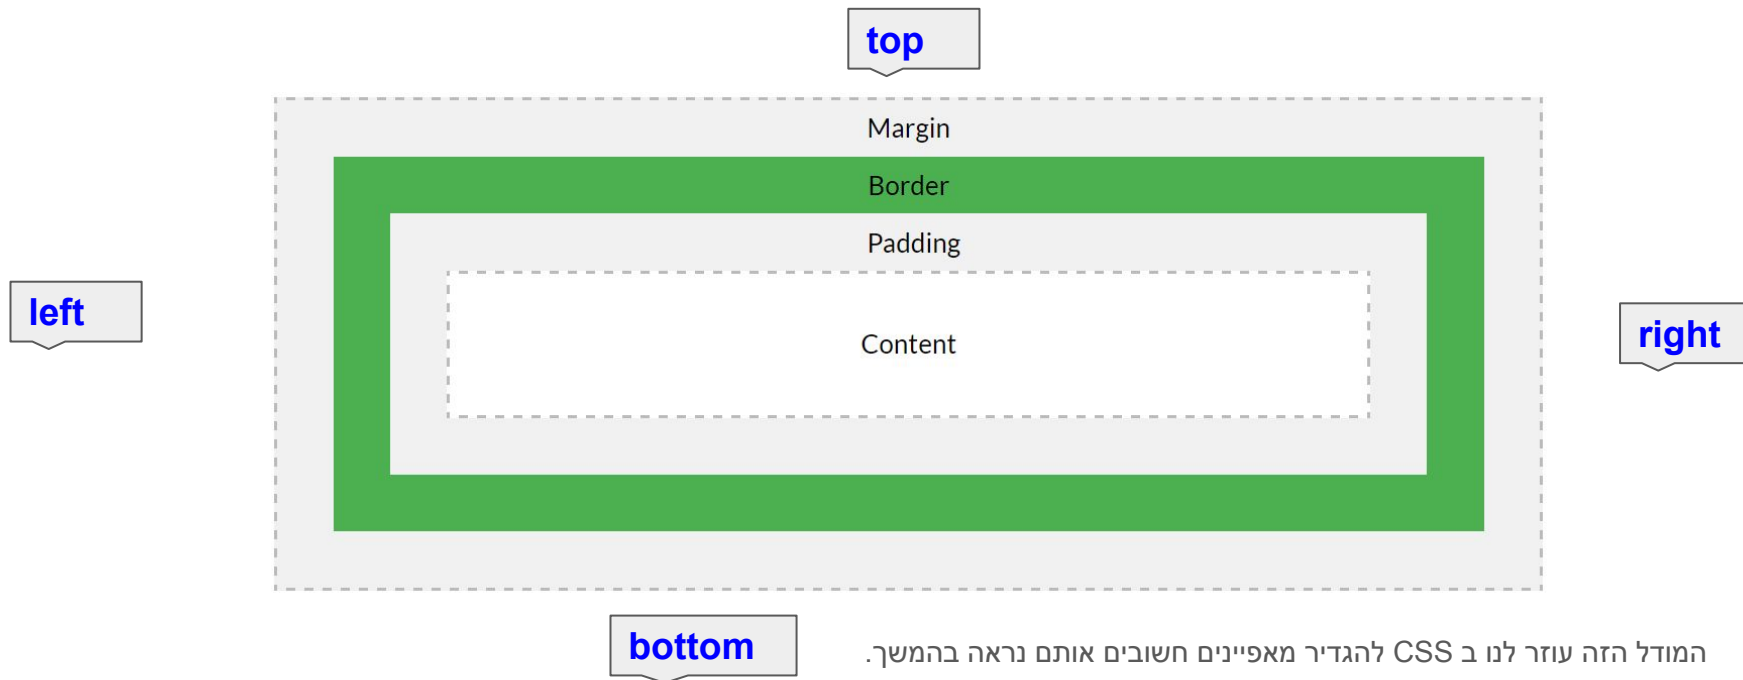 top
Margin
Border
Padding
left
Content
right
bottom
המודל הזה עוזר לנו ב CSS להגדיר מאפיינים חשובים אותם נראה בהמשך.